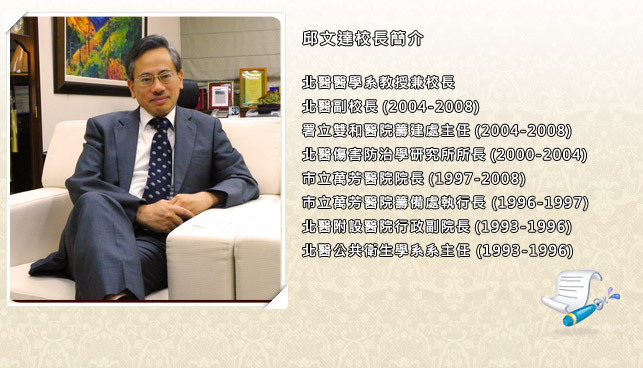 邱文達校長簡介
北醫醫學系教授兼校長
北醫副校長 (2004-2008)
署立雙和醫院籌建處主任 (2004-2008)
北醫傷害防治學研究所所長 (2000-2004)
市立萬芳醫院院長 (1997-2008)
市立萬芳醫院籌備處執行長 (1996-1997)
北醫附設醫院行政副院長 (1993-1996)
北醫公共衛生學系系主任 (1993-1996)